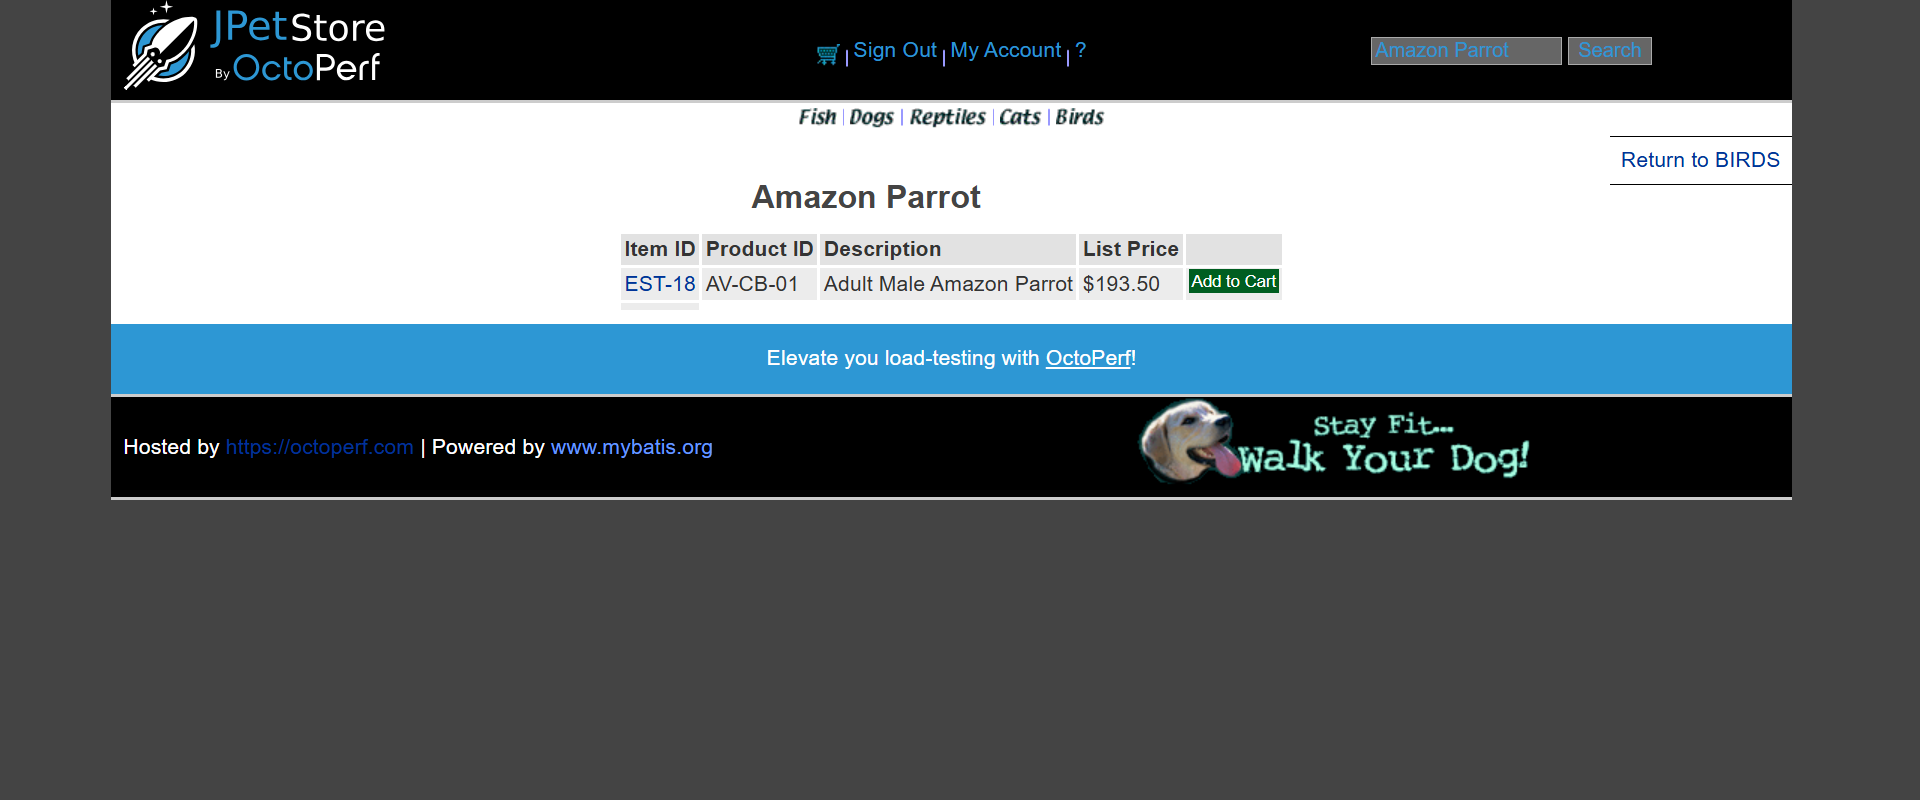 JPetStore
By OctoPerf
Sign Out | My Account | ?
Amazon Parrot Search
Fish | Dogs | Reptiles | Cats | Birds
Return to BIRDS
Amazon Parrot
Item ID Product ID Description List Price
EST-18 AV-CB-01 Adult Male Amazon Parrot $193.50 Add to Cart
Elevate you load-testing with OctoPerf!
Hosted by https://octoperf.com | Powered by www.mybatis.org
Stay Fit...
Walk Your Dog!